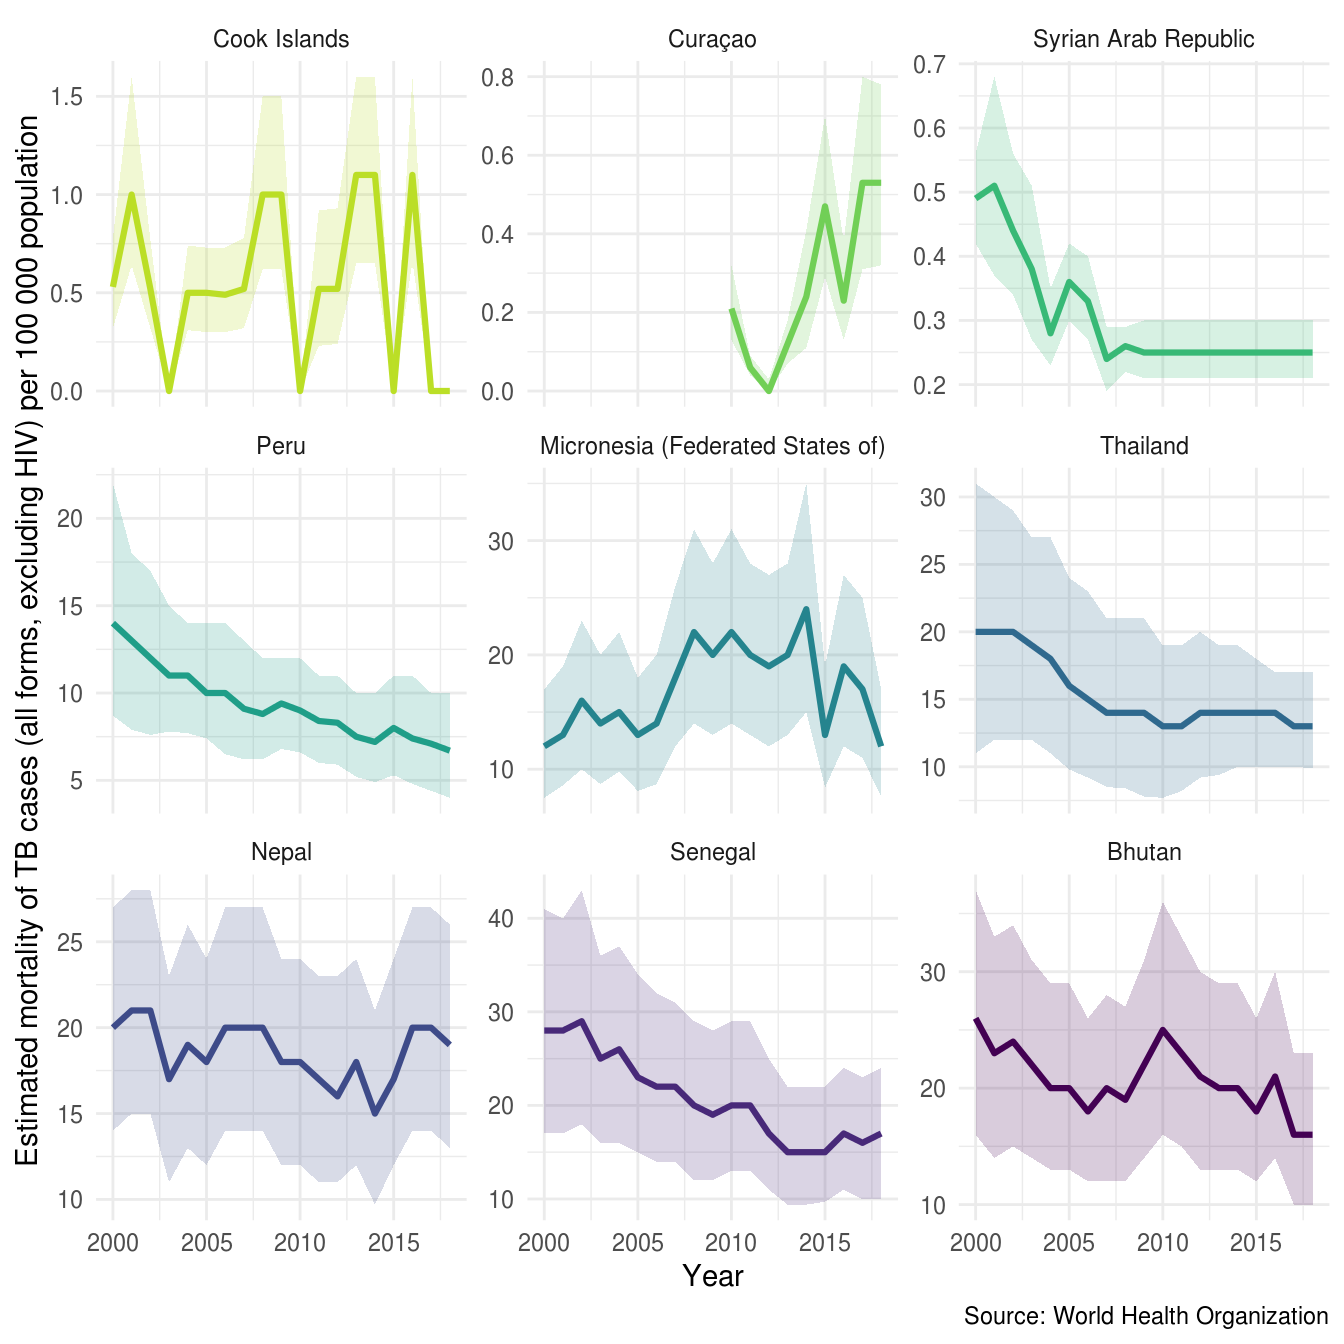 Cook Islands
Curaçao
Syrian Arab Republic
1.5
1.0
0.5
0.0
0.8
0.6
0.4
0.2
0.0
0.7
0.6
0.5
0.4
0.3
0.2
Peru
Micronesia (Federated States of)
Thailand
20
15
10
5
30
20
10
30
25
20
15
10
Nepal
Senegal
Bhutan
25
20
15
10
40
30
20
10
30
20
10
2000 2005 2010 2015
2000 2005 2010 2015
2000 2005 2010 2015
Estimated mortality of TB cases (all forms, excluding HIV) per 100 000 population
Year
Source: World Health Organization